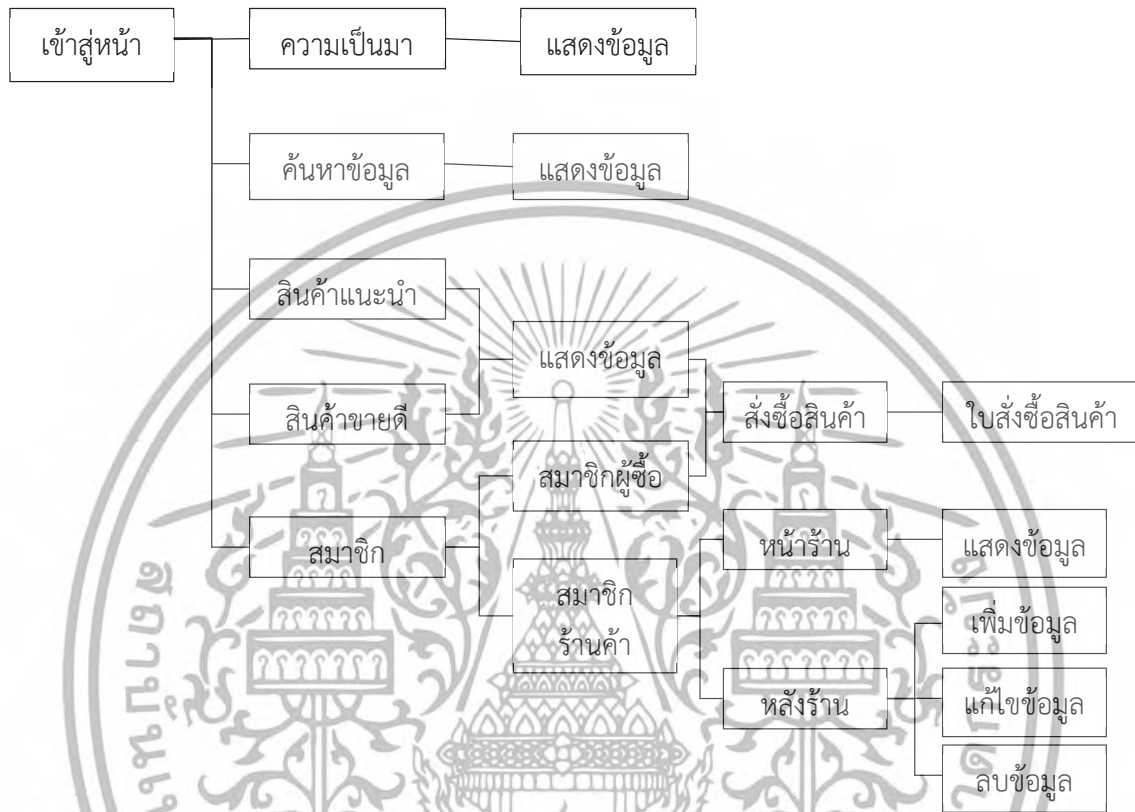 เข้าสู่หน้า
ความเป็นมา
แสดงข้อมูล
ค้นหาข้อมูล
แสดงข้อมูล
สินค้าแนะนำ
แสดงข้อมูล
สินค้าขายดี
สั่งซื้อสินค้า
ใบสั่งซื้อสินค้า
สมาชิกผู้ซื้อ
สมาชิก
หน้าร้าน
แสดงข้อมูล
สมาชิก
ร้านค้า
เพิ่มข้อมูล
หลังร้าน
แก้ไขข้อมูล
ลบข้อมูล